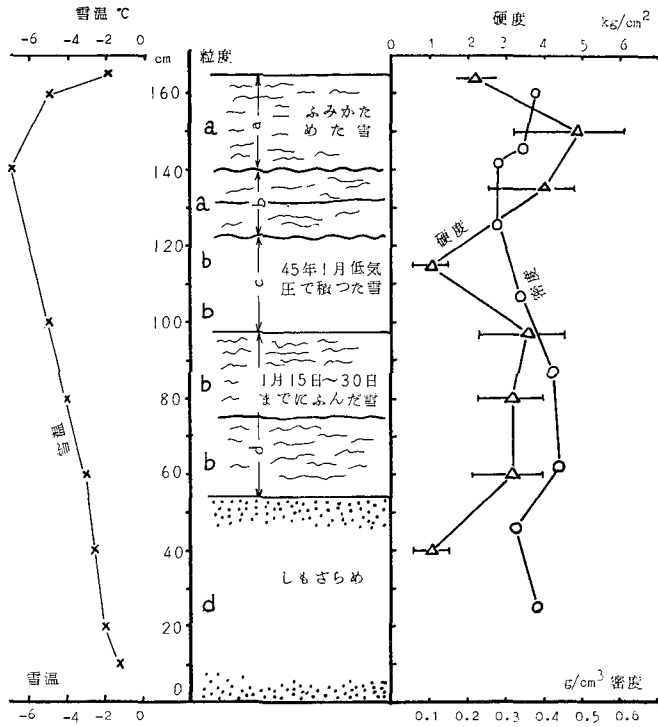 雪温 ℃
-6 -4 -2 0
cm
粒度
硬度
kg/cm²
0 1 2 3 4 5 6
160
140
120
100
80
60
40
20
0
a
a
b
b
b
b
d
a
b
c
d
ふみかた
めた雪
45年1月低気
圧で積つた雪
1月15日~30日
までにふんだ雪
しもざらめ
雪温
硬度
密度
雪温
-6 -4 -2 0
g/cm³ 密度
0.1 0.2 0.3 0.4 0.5 0.6